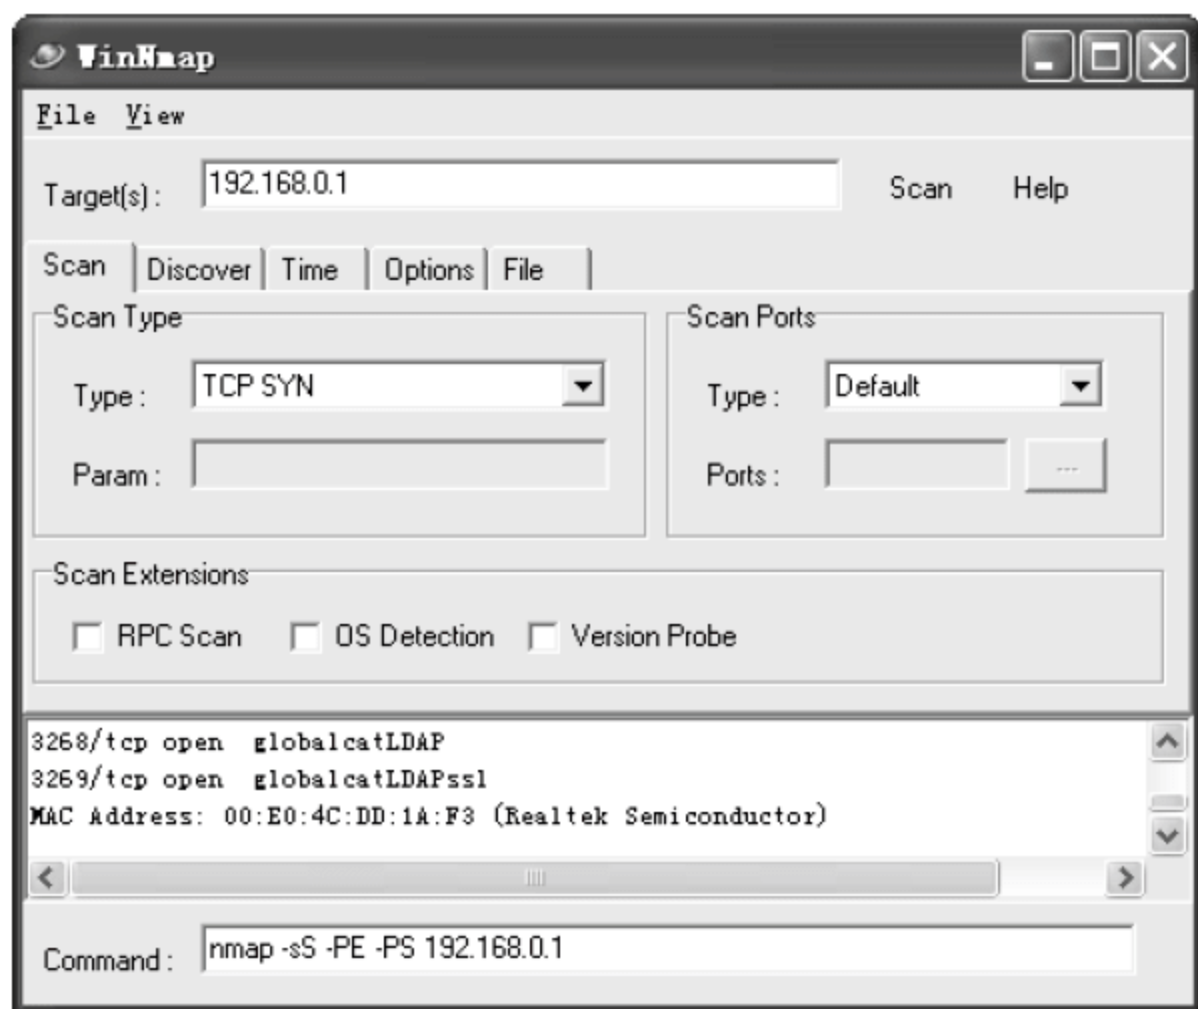 WinNmap
File View
Target(s) : 192.168.0.1 Scan Help
Scan Discover Time Options File
Scan Type Scan Ports
Type : TCP SYN Type : Default
Param : Ports : ...
Scan Extensions
RPC Scan OS Detection Version Probe
3268/tcp open globalcatLDAP
3269/tcp open globalcatLDAPssl
MAC Address: 00:E0:4C:DD:1A:F3 (Realtek Semiconductor)
Command : nmap -sS -PE -PS 192.168.0.1